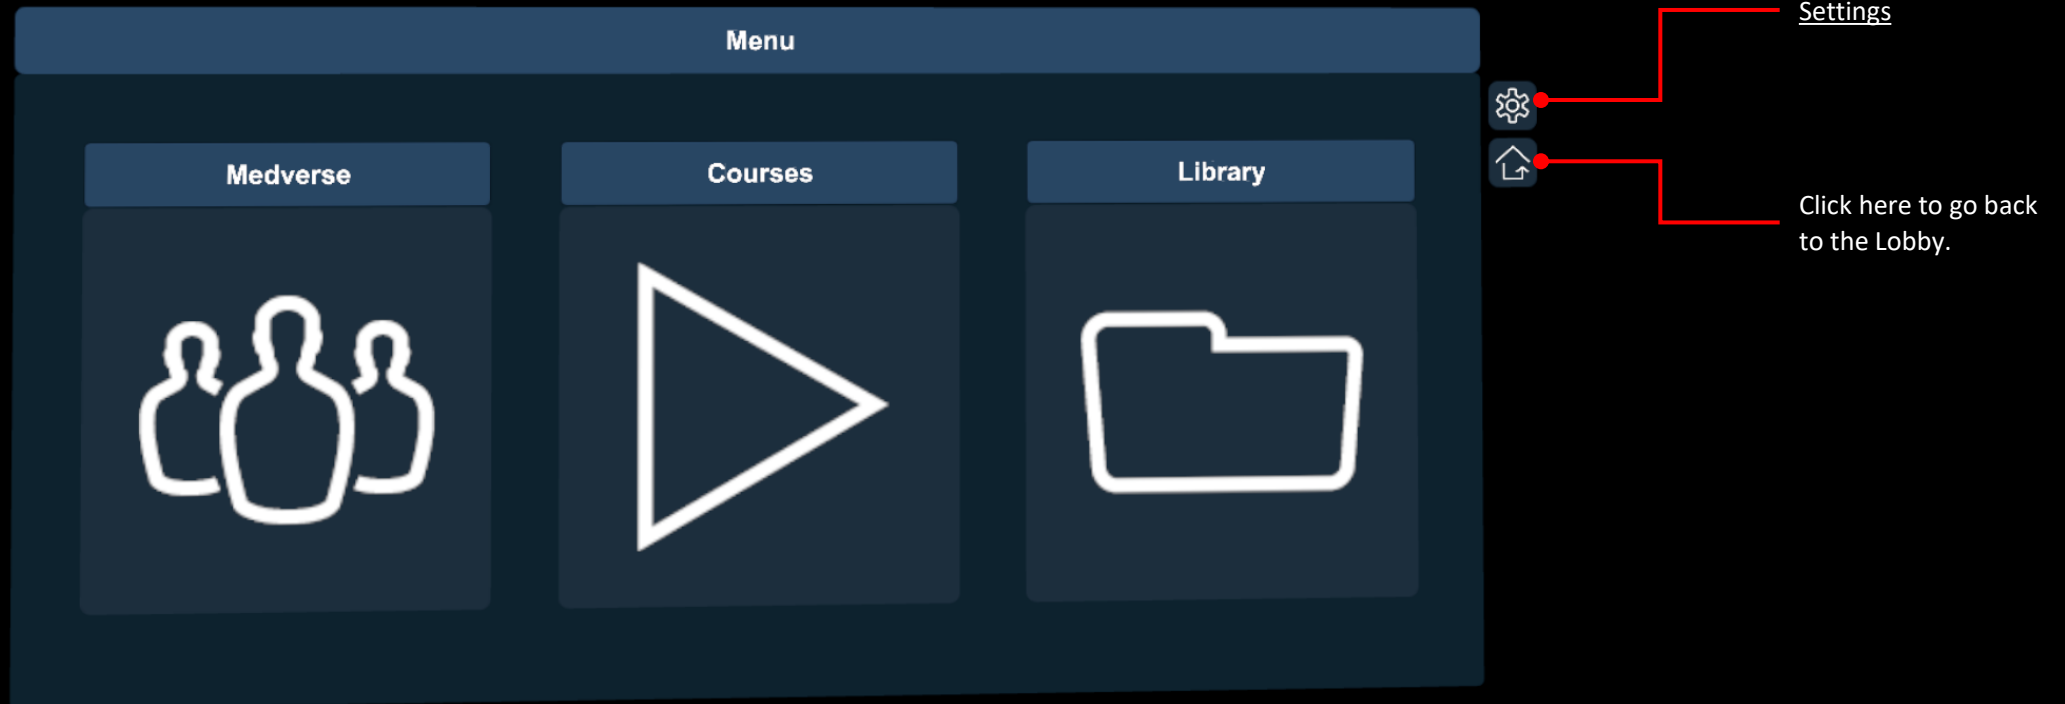 Menu
Settings
Medverse
Courses
Library
Click here to go back
to the Lobby.